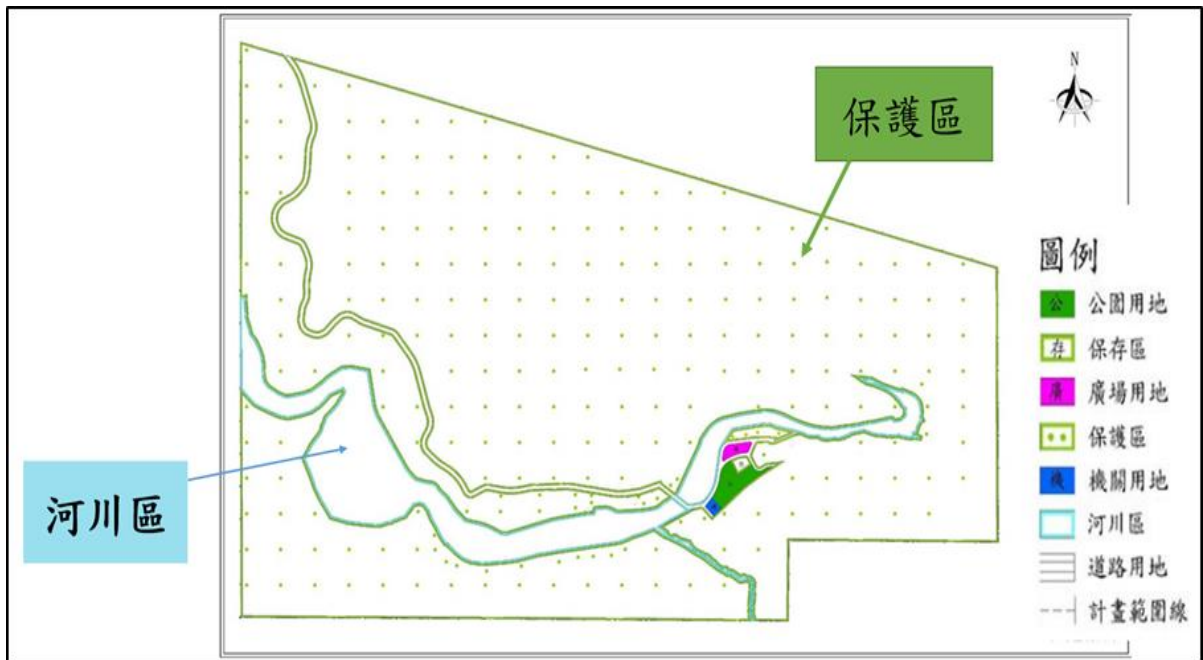 N
保護區
河川區
圖例
公 公園用地
存 保存區
廣 廣場用地
保護區
機 機關用地
河川區
道路用地
計畫範圍線